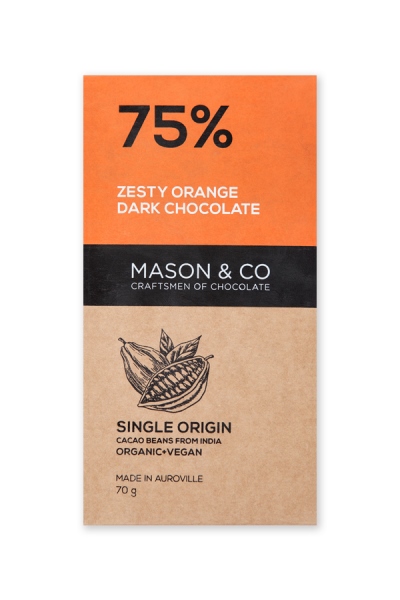 75%
ZESTY ORANGE
DARK CHOCOLATE
MASON & CO
CRAFTSMEN OF CHOCOLATE
SINGLE ORIGIN
CACAO BEANS FROM INDIA
ORGANIC+VEGAN
MADE IN AUROVILLE
70 g